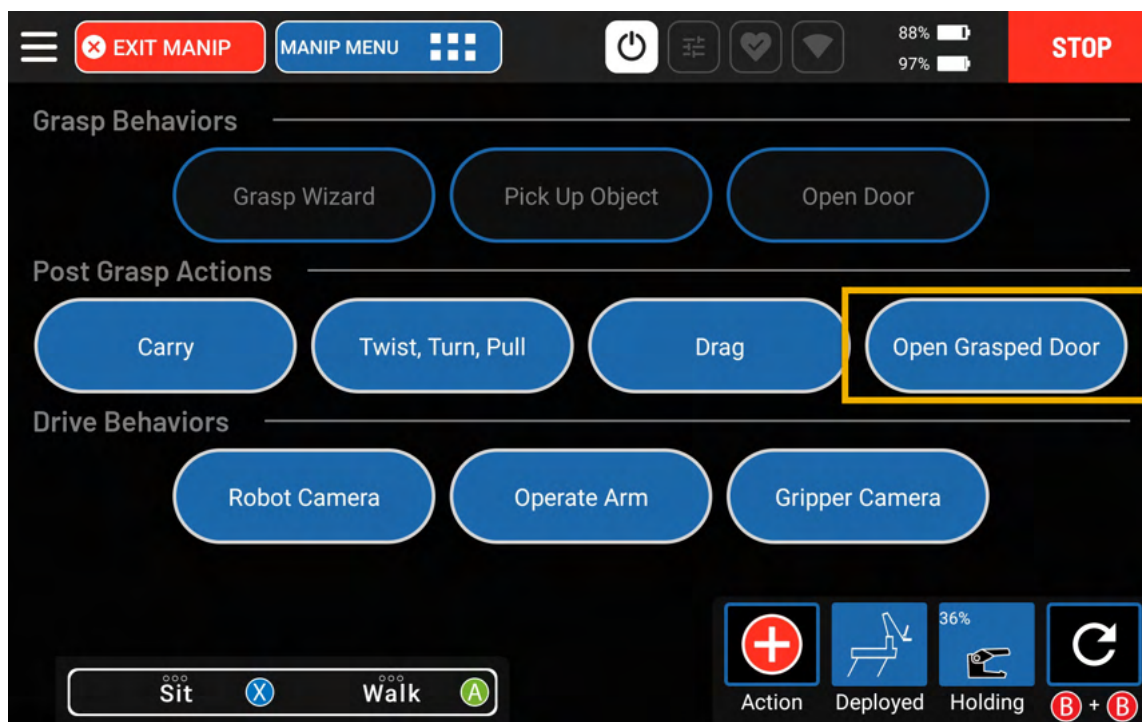 EXIT MANIP
MANIP MENU
88%
97%
STOP
Grasp Behaviors
Grasp Wizard
Pick Up Object
Open Door
Post Grasp Actions
Carry
Twist, Turn, Pull
Drag
Open Grasped Door
Drive Behaviors
Robot Camera
Operate Arm
Gripper Camera
36%
Sit X
Walk A
Action
Deployed
Holding
B + B